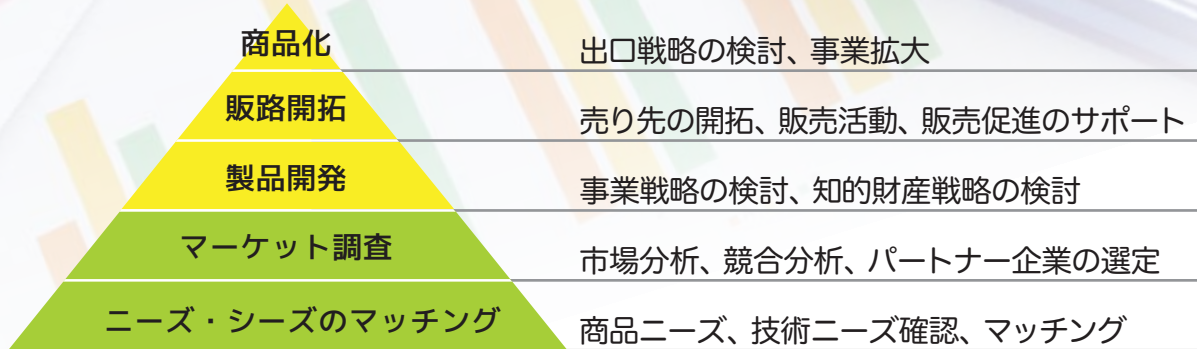 商品化
出口戦略の検討、事業拡大
販路開拓
売り先の開拓、販売活動、販売促進のサポート
製品開発
事業戦略の検討、知的財産戦略の検討
マーケット調査
市場分析、競合分析、パートナー企業の選定
ニーズ・シーズのマッチング
商品ニーズ、技術ニーズ確認、マッチング